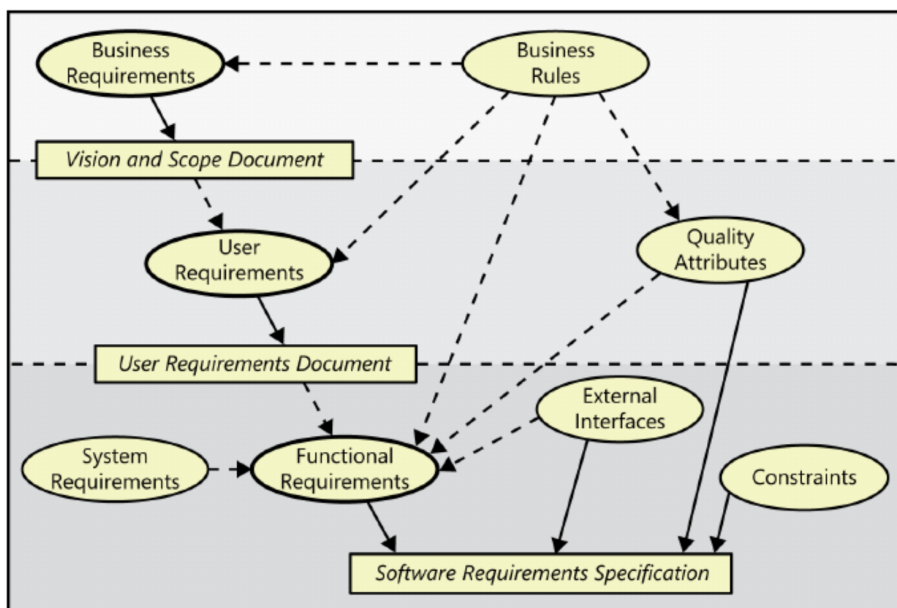 Business
Requirements
Business
Rules
Vision and Scope Document
User
Requirements
Quality
Attributes
User Requirements Document
External
Interfaces
System
Requirements
Functional
Requirements
Constraints
Software Requirements Specification